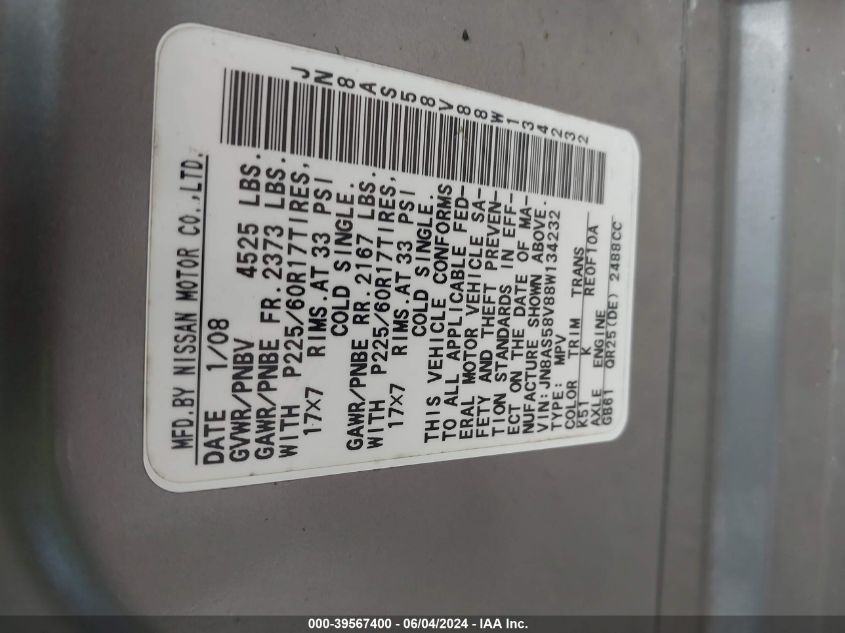 JN8AS58V88W134232
MFD.BY NISSAN MOTOR CO.,LTD.
DATE 1/08
GVWR/PNBV 4525 LBS.
GAWR/PNBE FR.2373 LBS.
WITH P225/60R17TIRES,
17X7 RIMS.AT 33 PSI
COLD SINGLE.
GAWR/PNBE RR.2167 LBS.
WITH P225/60R17TIRES,
17X7 RIMS.AT 33 PSI
COLD SINGLE.
THIS VEHICLE CONFORMS
TO ALL APPLICABLE FED-
ERAL MOTOR VEHICLE SA-
FETY AND THEFT PREVEN-
TION STANDARDS IN EFF-
ECT ON THE DATE OF MA-
NUFACTURE SHOWN ABOVE.
VIN:JN8AS58V88W134232
TYPE: MPV
COLOR TRIM TRANS
K51 K RE0F10A
AXLE ENGINE
GB61 QR25(DE) 2488CC
000-39567400 - 06/04/2024 - IAA Inc.